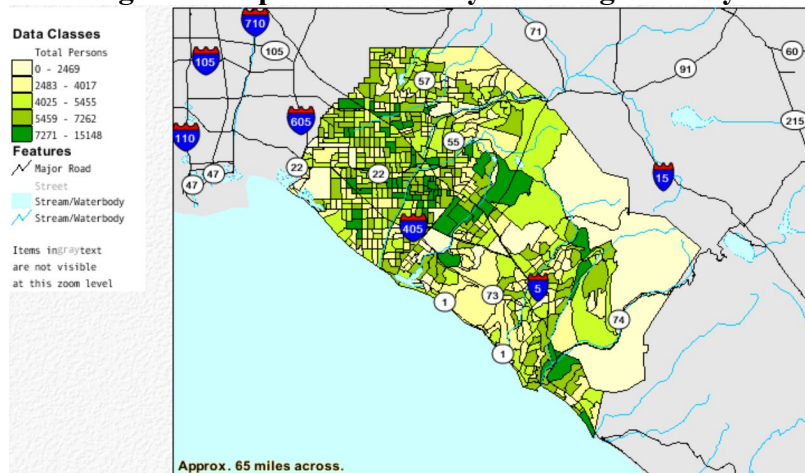 Data Classes
Total Persons
0 - 2469
2483 - 4017
4025 - 5455
5459 - 7262
7271 - 15148
Features
Major Road
Street
Stream/Waterbody
Stream/Waterbody
Items in gray text
are not visible
at this zoom level
710
105
105
71
60
91
57
110
605
55
215
22
22
15
47
47
405
5
73
1
74
1
Approx. 65 miles across.